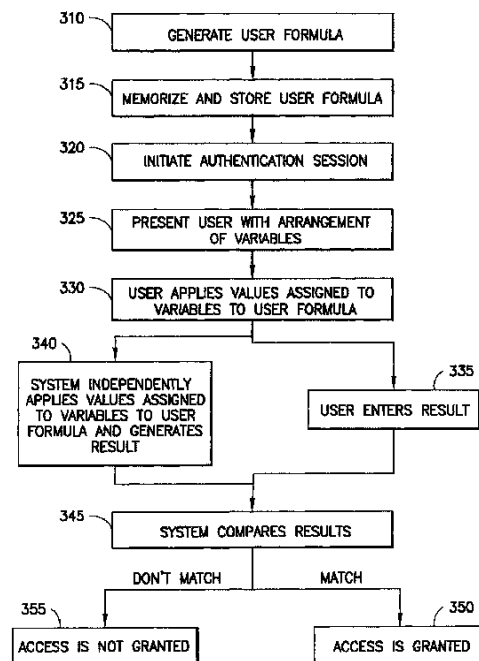 310
GENERATE USER FORMULA
315
MEMORIZE AND STORE USER FORMULA
320
INITIATE AUTHENTICATION SESSION
325
PRESENT USER WITH ARRANGEMENT
OF VARIABLES
330
USER APPLIES VALUES ASSIGNED TO
VARIABLES TO USER FORMULA
340
SYSTEM INDEPENDENTLY
APPLIES VALUES ASSIGNED
TO VARIABLES TO USER
FORMULA AND GENERATES
RESULT
335
USER ENTERS RESULT
345
SYSTEM COMPARES RESULTS
DON'T MATCH
MATCH
355
ACCESS IS NOT GRANTED
350
ACCESS IS GRANTED